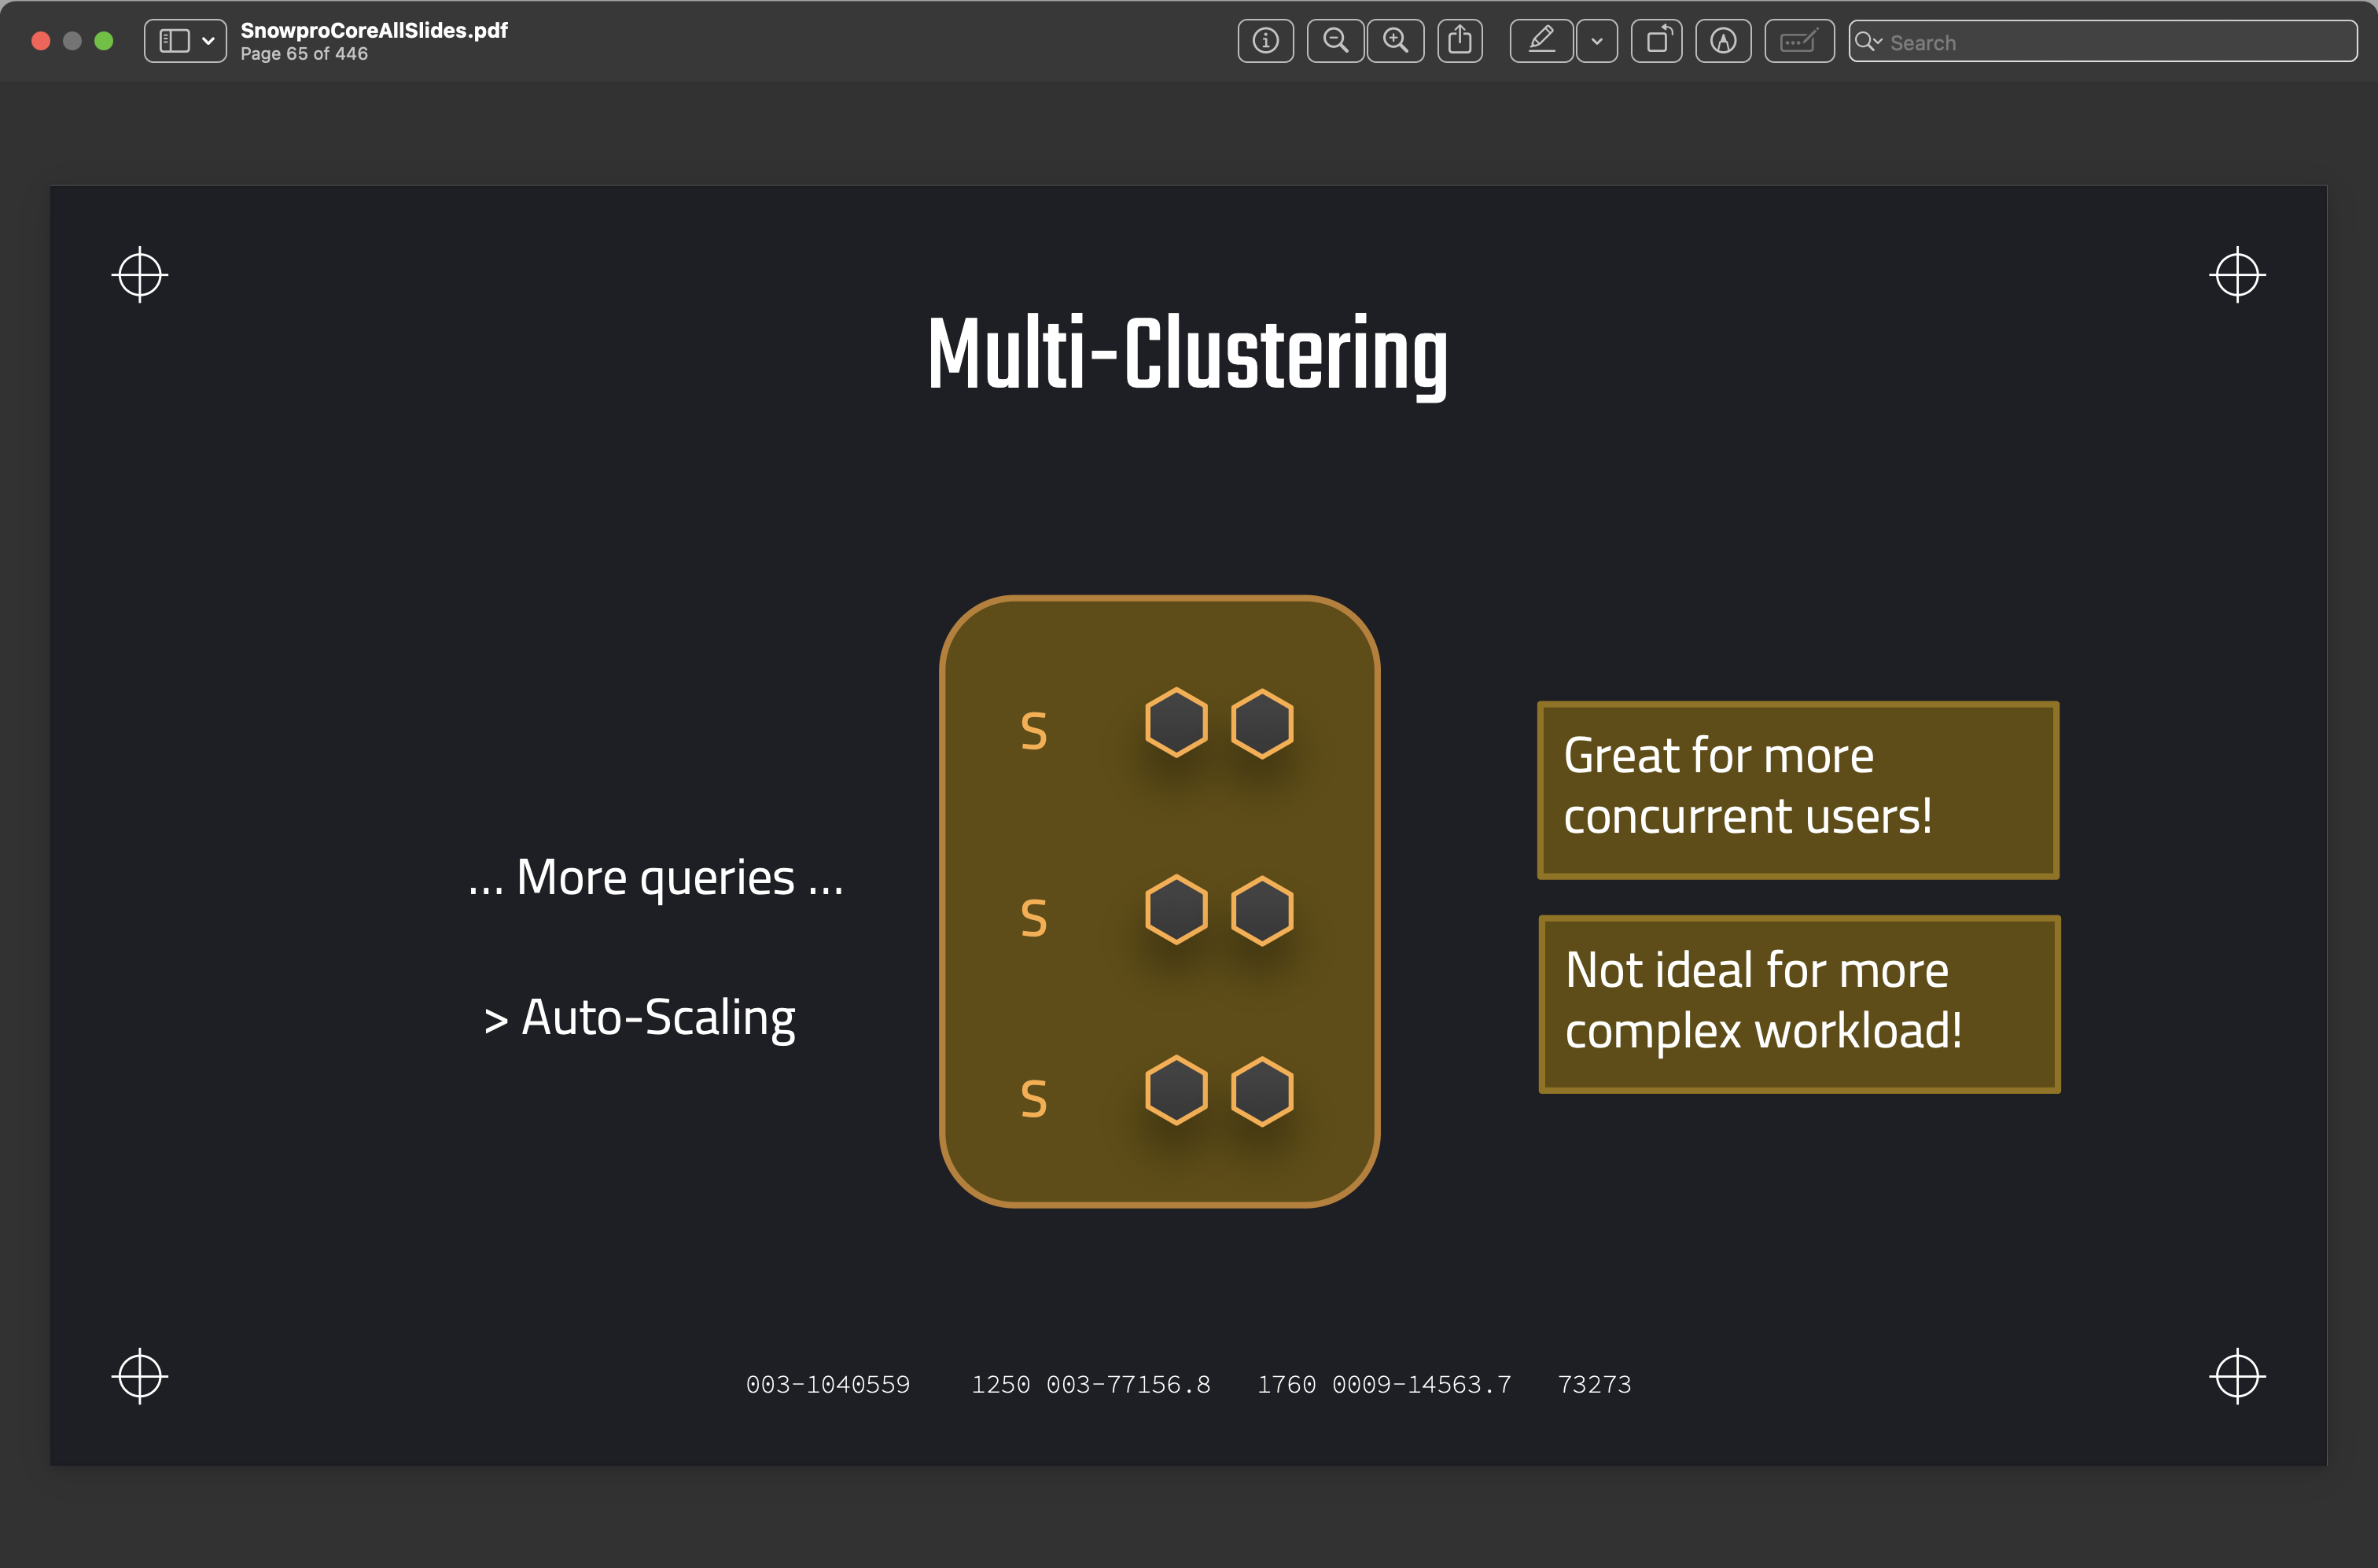 SnowproCoreAllSlides.pdf
Page 65 of 446
Search
Multi-Clustering
S
S
S
... More queries ...
> Auto-Scaling
Great for more
concurrent users!
Not ideal for more
complex workload!
003-1040559 1250 003-77156.8 1760 0009-14563.7 73273